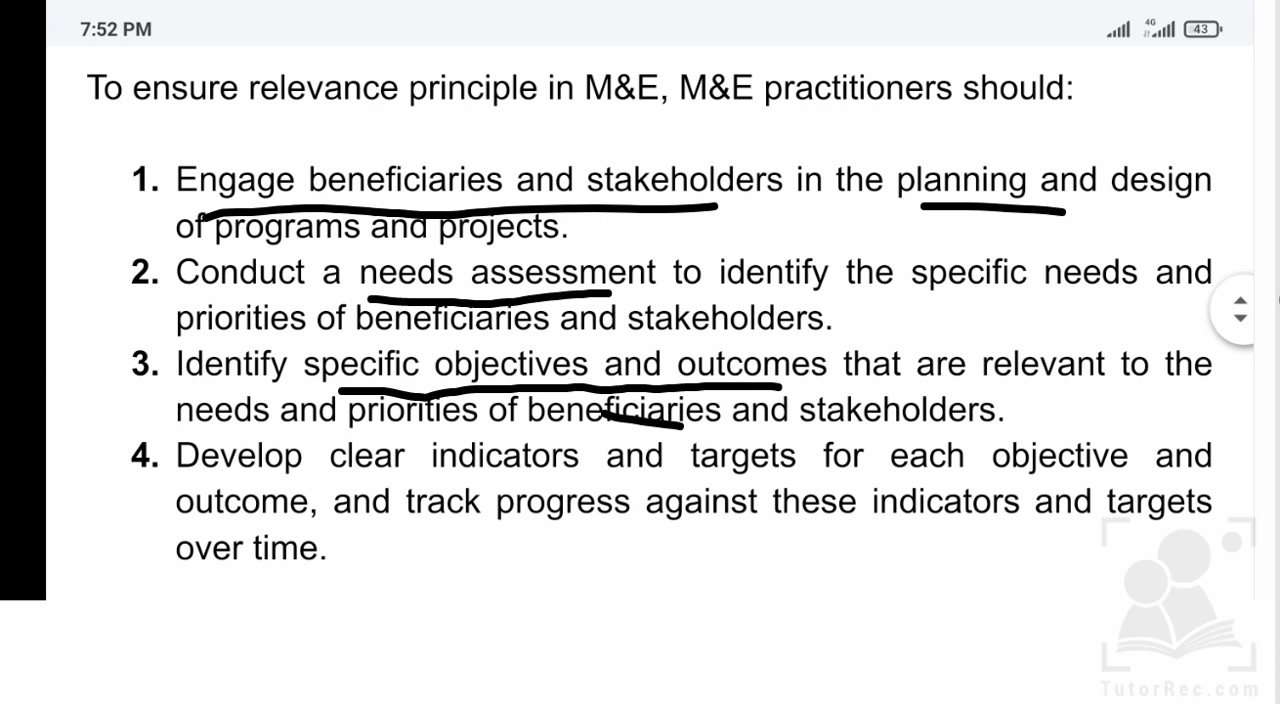 7:52 PM
4G
43
To ensure relevance principle in M&E, M&E practitioners should:
1. Engage beneficiaries and stakeholders in the planning and design
of programs and projects.
2. Conduct a needs assessment to identify the specific needs and
priorities of beneficiaries and stakeholders.
3. Identify specific objectives and outcomes that are relevant to the
needs and priorities of beneficiaries and stakeholders.
4. Develop clear indicators and targets for each objective and
outcome, and track progress against these indicators and targets
over time.
TutorRec.com